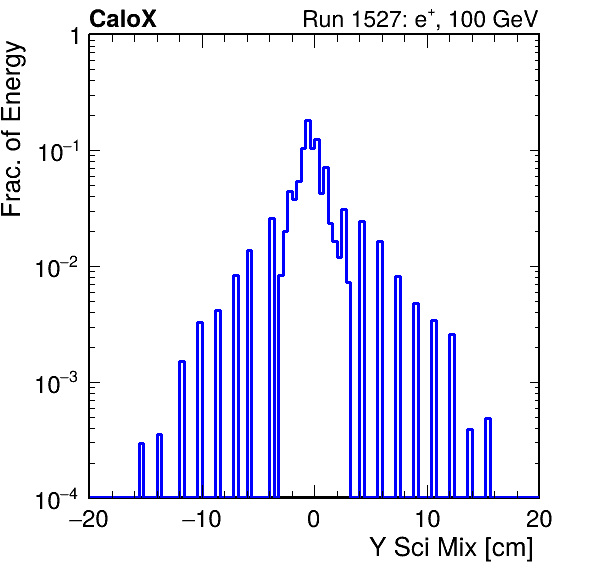 CaloX Run 1527: e⁺, 100 GeV
Frac. of Energy
1
10⁻¹
10⁻²
10⁻³
10⁻⁴
−20 −10 0 10 20
Y Sci Mix [cm]